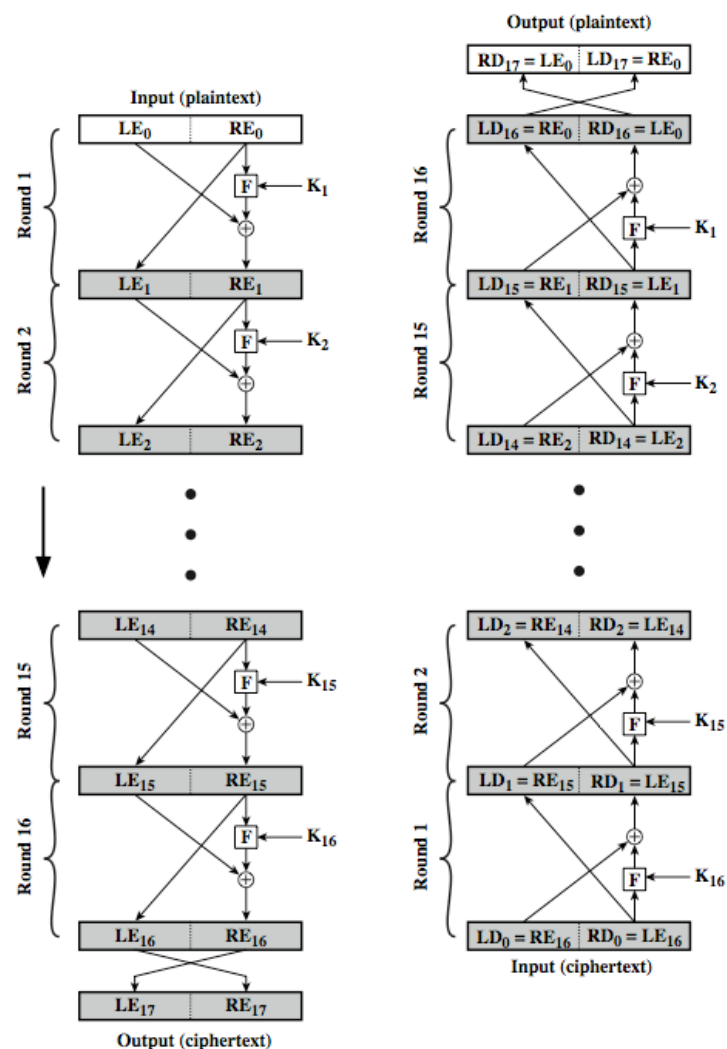 Input (plaintext)
LE0 RE0
Round 1
F
K1
LE1 RE1
Round 2
F
K2
LE2 RE2
LE14 RE14
Round 15
F
K15
LE15 RE15
Round 16
F
K16
LE16 RE16
LE17 RE17
Output (ciphertext)
Output (plaintext)
RD17 = LE0 LD17 = RE0
LD16 = RE0 RD16 = LE0
Round 16
F
K1
LD15 = RE1 RD15 = LE1
Round 15
F
K2
LD14 = RE2 RD14 = LE2
LD2 = RE14 RD2 = LE14
Round 2
F
K15
LD1 = RE15 RD1 = LE15
Round 1
F
K16
LD0 = RE16 RD0 = LE16
Input (ciphertext)